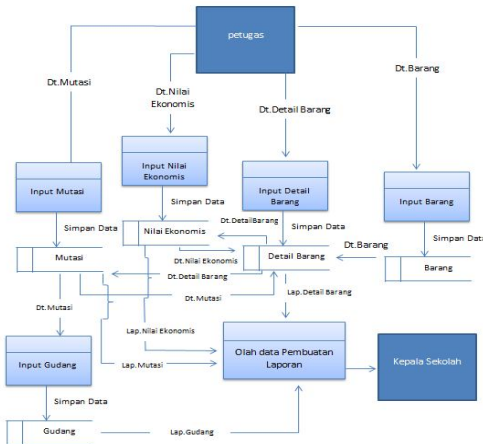 petugas
Dt.Mutasi
Dt.Nilai
Ekonomis
Dt.Detail Barang
Dt.Barang
Input Mutasi
Input Nilai
Ekonomis
Input Detail
Barang
Input Barang
Simpan Data
Simpan Data
Simpan Data
Simpan Data
Mutasi
Nilai Ekonomis
Dt.DetailBarang
Detail Barang
Dt.Barang
Barang
Dt.Nilai Ekonomis
Dt.Detail Barang
Dt.Mutasi
Dt.Mutasi
Lap.Detail Barang
Lap.Nilai Ekonomis
Input Gudang
Lap.Mutasi
Olah data Pembuatan
Laporan
Kepala Sekolah
Simpan Data
Gudang
Lap.Gudang